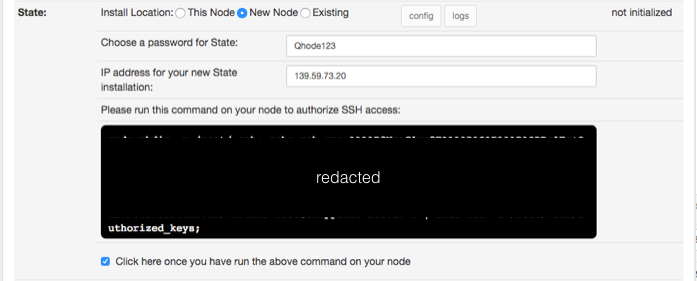 State: Install Location: This Node New Node Existing config logs not initialized
Choose a password for State: Qhode123
IP address for your new State 139.59.73.20
installation:
Please run this command on your node to authorize SSH access:
redacted
uthorized_keys;
Click here once you have run the above command on your node